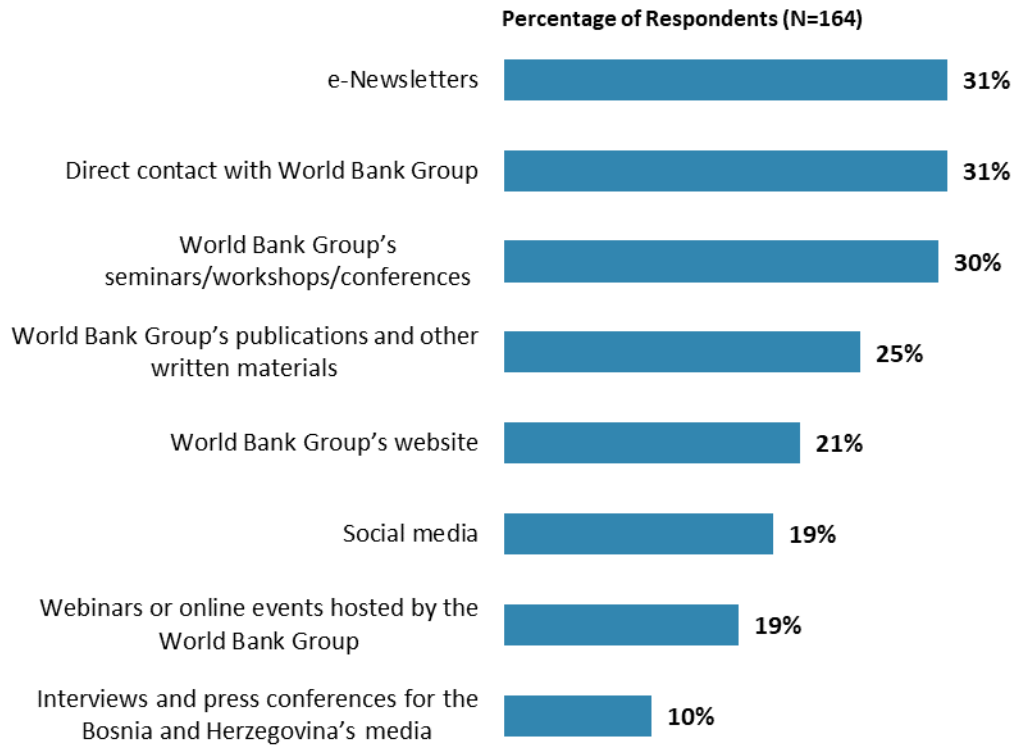 Percentage of Respondents (N=164)
e-Newsletters 31%
Direct contact with World Bank Group 31%
World Bank Group’s
seminars/workshops/conferences 30%
World Bank Group’s publications and other
written materials 25%
World Bank Group’s website 21%
Social media 19%
Webinars or online events hosted by the
World Bank Group 19%
Interviews and press conferences for the
Bosnia and Herzegovina’s media 10%